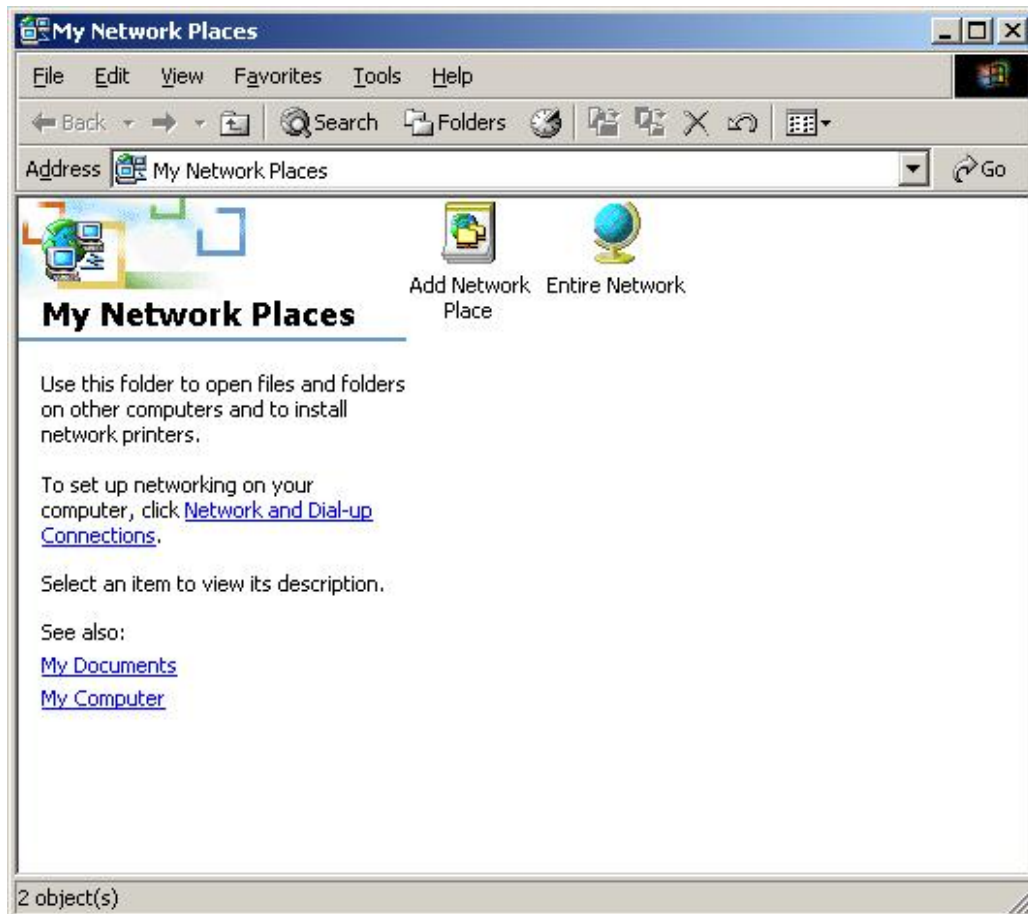 My Network Places
File Edit View Favorites Tools Help
Back Search Folders
Address My Network Places Go
Add Network Place
Entire Network
My Network Places
Use this folder to open files and folders
on other computers and to install
network printers.
To set up networking on your
computer, click Network and Dial-up
Connections.
Select an item to view its description.
See also:
My Documents
My Computer
2 object(s)